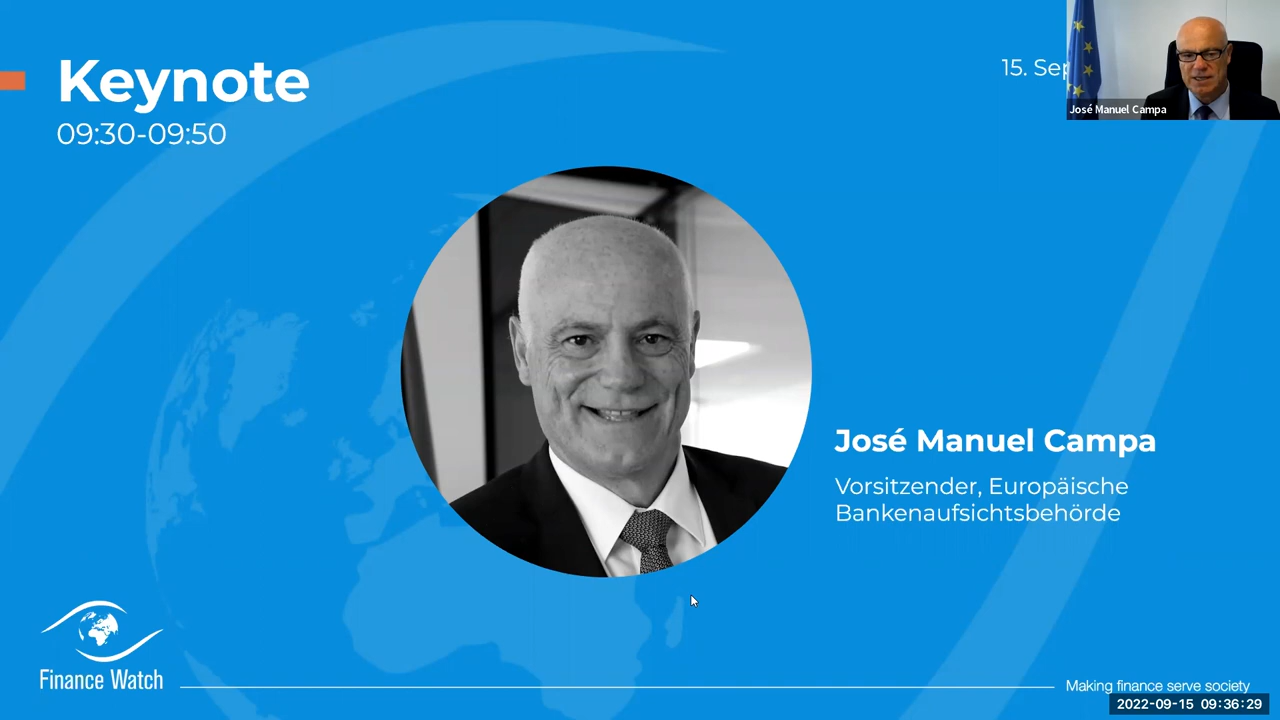 Keynote
09:30-09:50
15. Sep
José Manuel Campa
José Manuel Campa
Vorsitzender, Europäische
Bankenaufsichtsbehörde
Finance Watch
Making finance serve society
2022-09-15 09:36:29